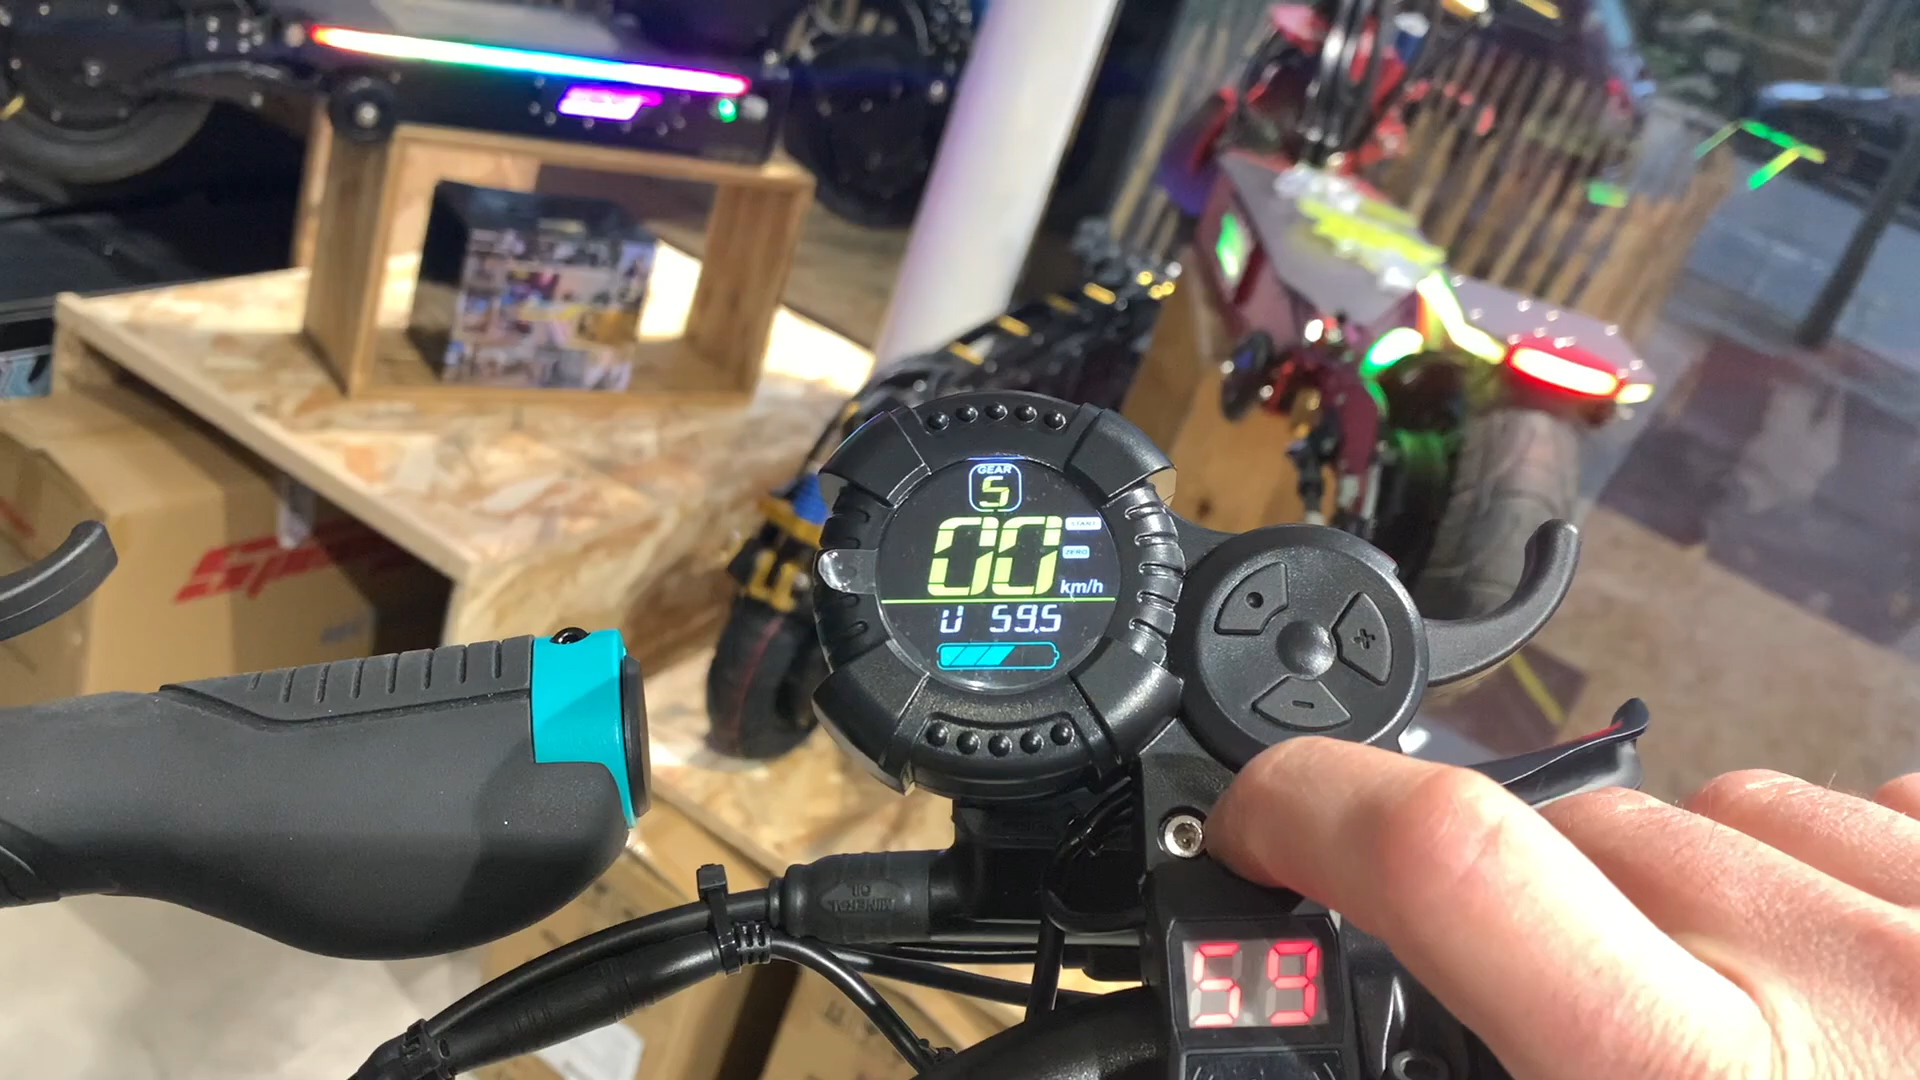 GEAR
5
00
START
ZERO
km/h
U 59.5
+
-
MINERAL
OIL
59